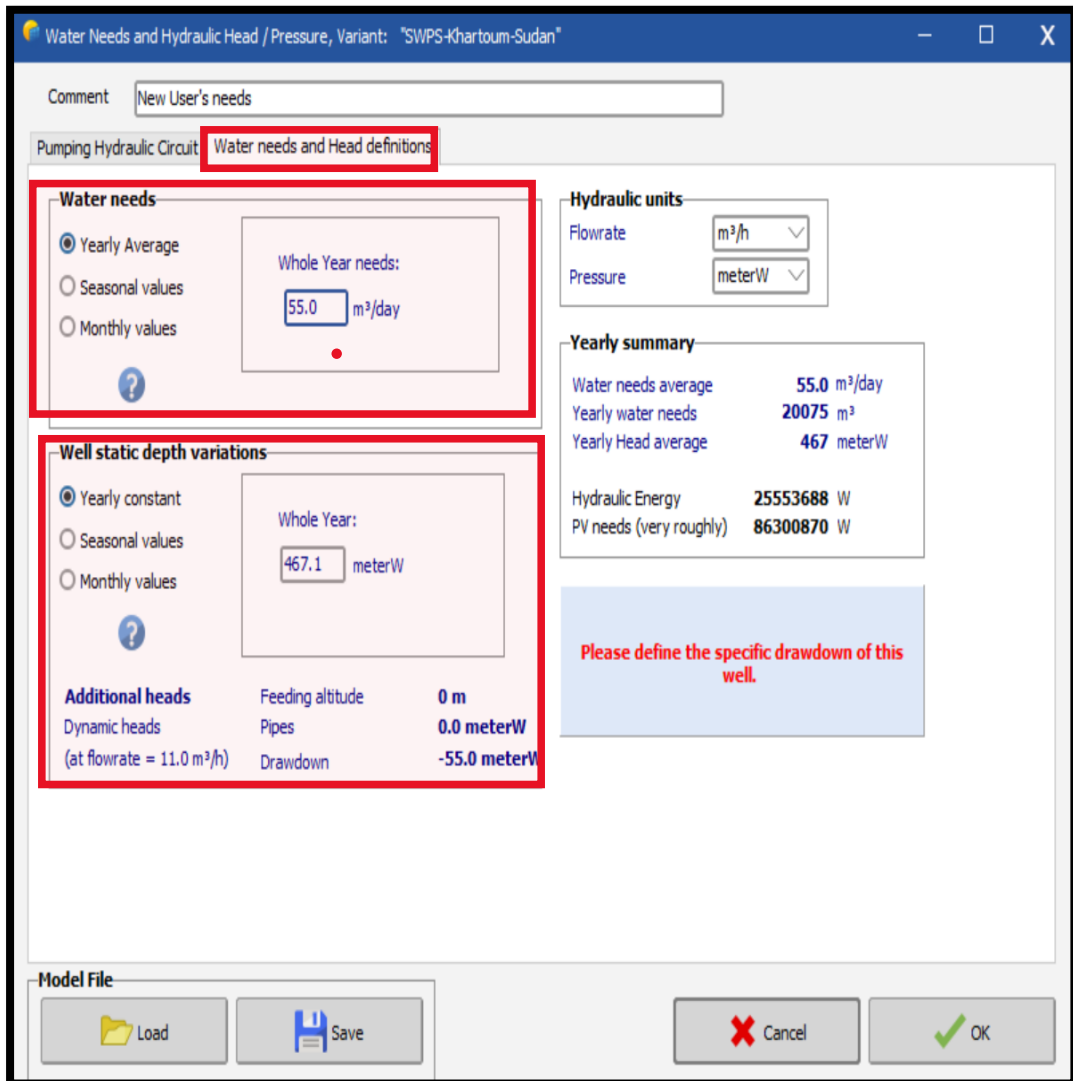 Water Needs and Hydraulic Head / Pressure, Variant: "SWPS-Khartoum-Sudan"
Comment New User's needs
Pumping Hydraulic Circuit Water needs and Head definitions
Water needs
Yearly Average
Seasonal values
Monthly values
Whole Year needs:
55.0 m³/day
Hydraulic units
Flowrate m³/h
Pressure meterW
Yearly summary
Water needs average 55.0 m³/day
Yearly water needs 20075 m³
Yearly Head average 467 meterW
Hydraulic Energy 25553688 W
PV needs (very roughly) 86300870 W
Well static depth variations
Yearly constant
Seasonal values
Monthly values
Whole Year:
467.1 meterW
Please define the specific drawdown of this
well.
Additional heads Feeding altitude 0 m
Dynamic heads Pipes 0.0 meterW
(at flowrate = 11.0 m³/h) Drawdown -55.0 meterW
Model File
Load Save Cancel OK